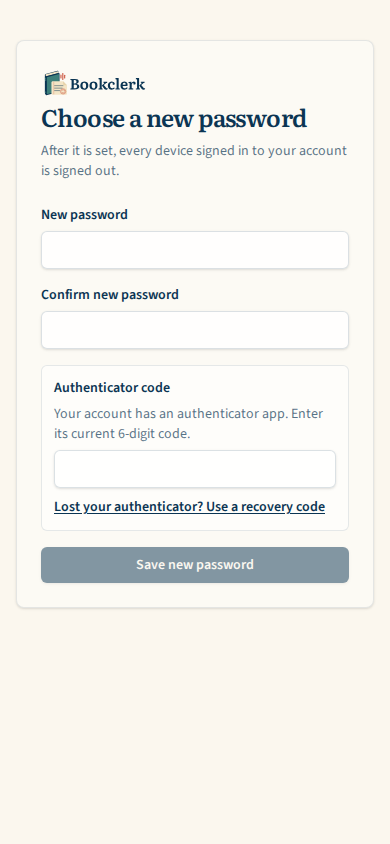 Bookclerk
Choose a new password
After it is set, every device signed in to your account
is signed out.
New password
Confirm new password
Authenticator code
Your account has an authenticator app. Enter
its current 6-digit code.
Lost your authenticator? Use a recovery code
Save new password